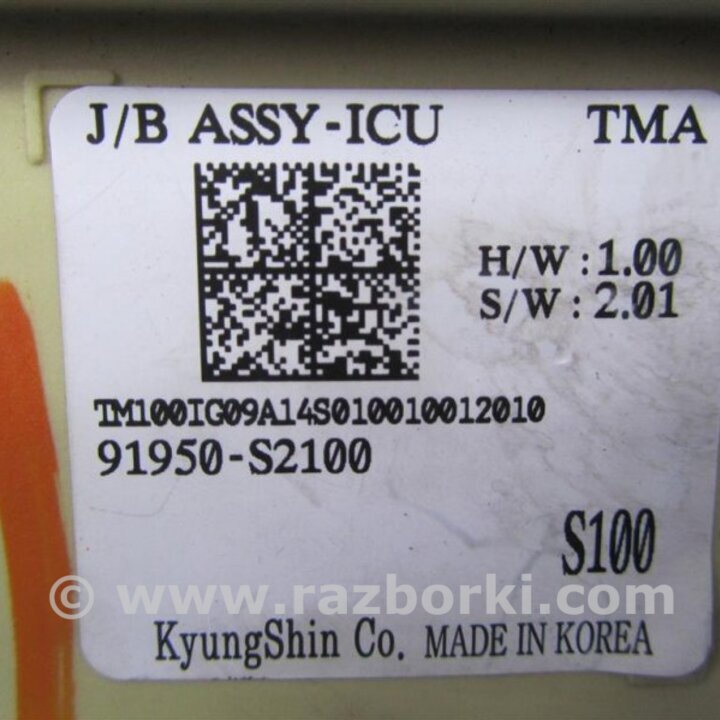 J/B ASSY-ICU TMA
H/W : 1.00
S/W : 2.01
TM100IG09A14S010010012010
91950-S2100
S100
© www.razborki.com
KyungShin Co. MADE IN KOREA